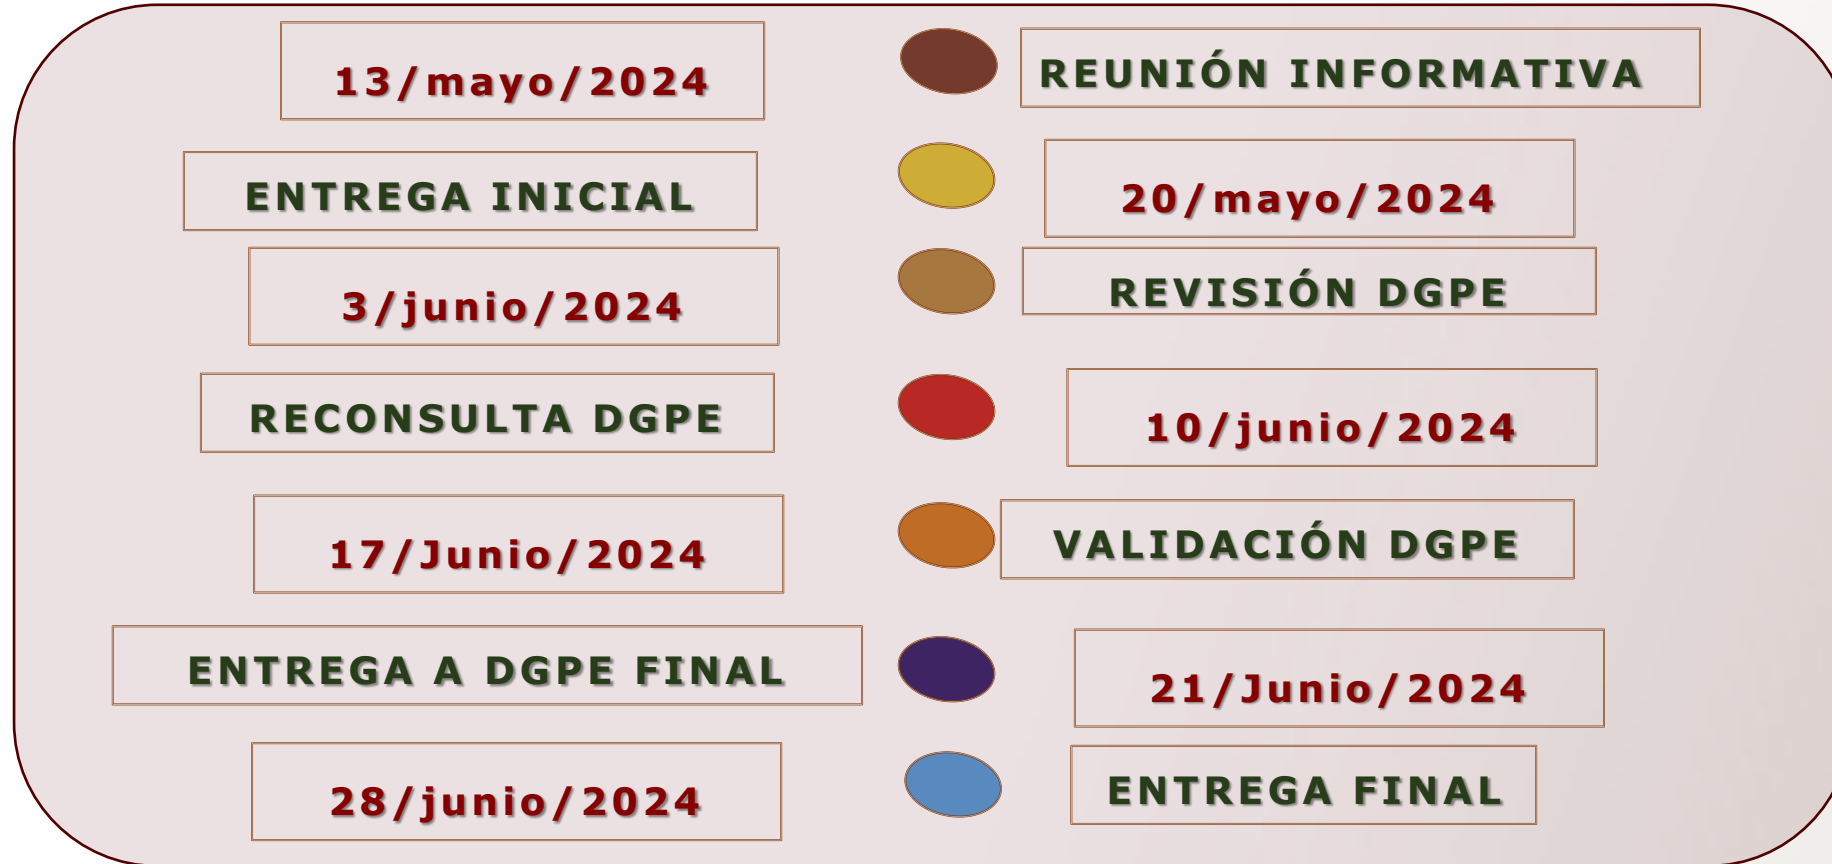 13/mayo/2024
REUNIÓN INFORMATIVA
ENTREGA INICIAL
20/mayo/2024
3/junio/2024
REVISIÓN DGPE
RECONSULTA DGPE
10/junio/2024
17/Junio/2024
VALIDACIÓN DGPE
ENTREGA A DGPE FINAL
21/Junio/2024
28/junio/2024
ENTREGA FINAL